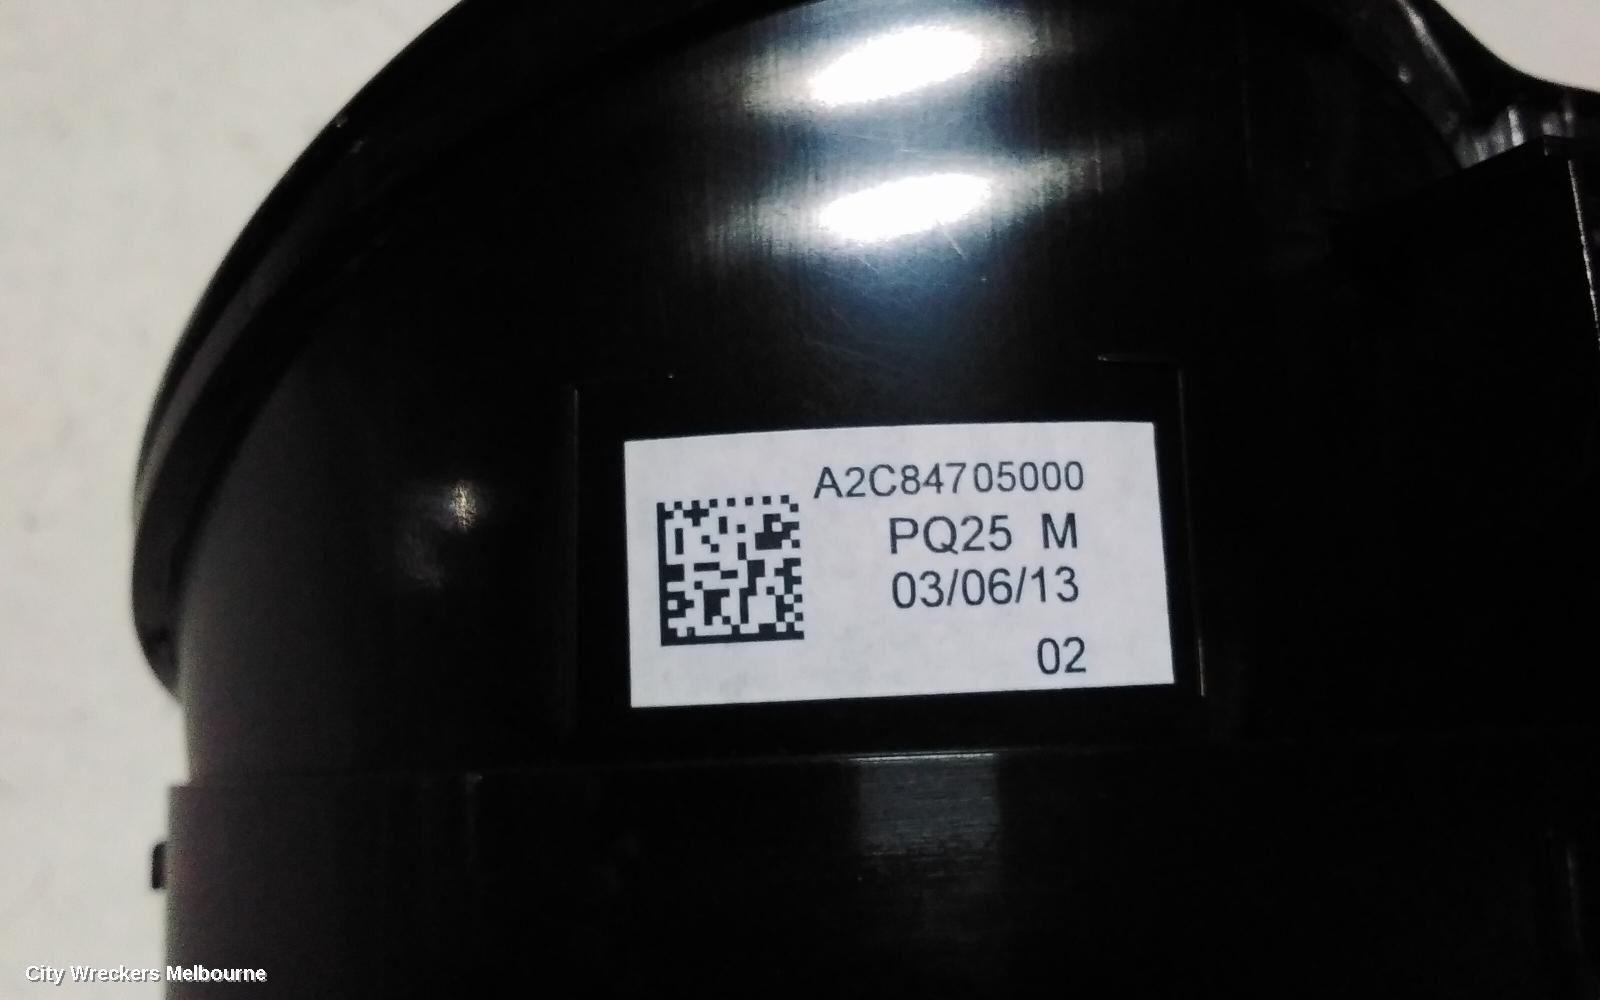 A2C84705000
PQ25 M
03/06/13
02
City Wreckers Melbourne